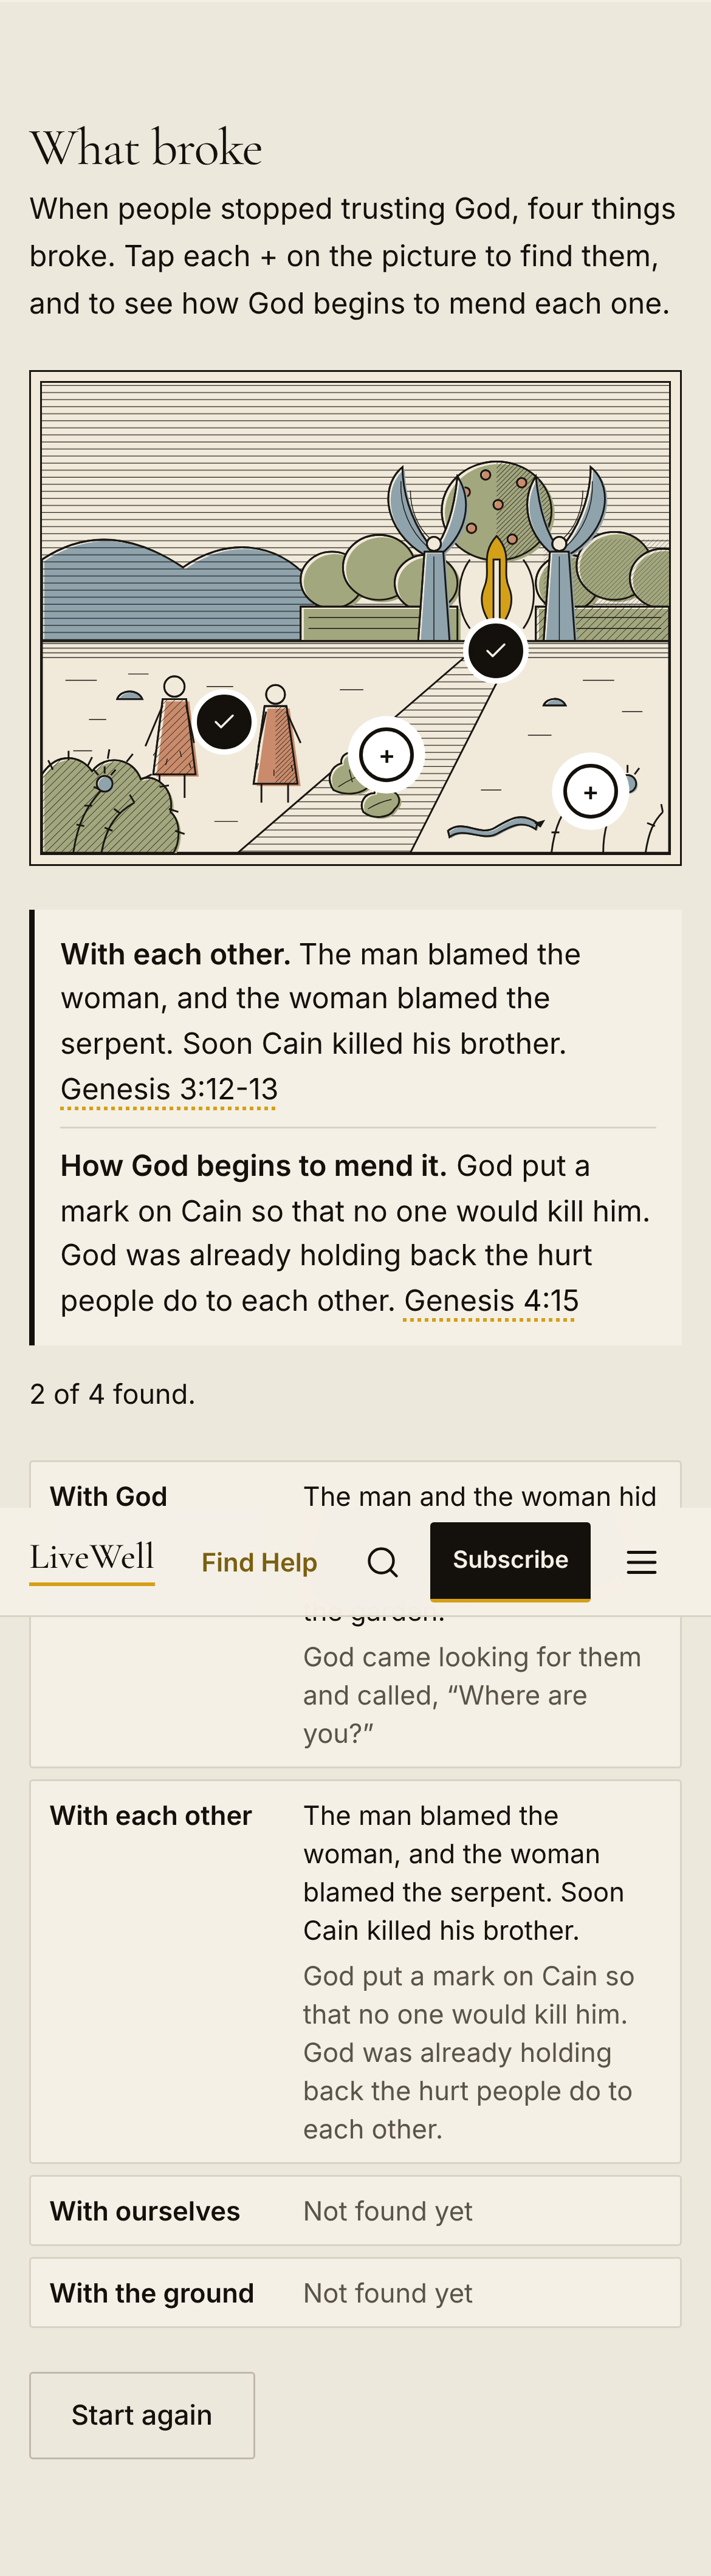 What broke
When people stopped trusting God, four things
broke. Tap each + on the picture to find them,
and to see how God begins to mend each one.
+
+
With each other. The man blamed the
woman, and the woman blamed the
serpent. Soon Cain killed his brother.
Genesis 3:12-13
How God begins to mend it. God put a
mark on Cain so that no one would kill him.
God was already holding back the hurt
people do to each other. Genesis 4:15
2 of 4 found.
With God The man and the woman hid
LiveWell Find Help Subscribe
the garden.
God came looking for them
and called, “Where are
you?”
With each other The man blamed the
woman, and the woman
blamed the serpent. Soon
Cain killed his brother.
God put a mark on Cain so
that no one would kill him.
God was already holding
back the hurt people do to
each other.
With ourselves Not found yet
With the ground Not found yet
Start again